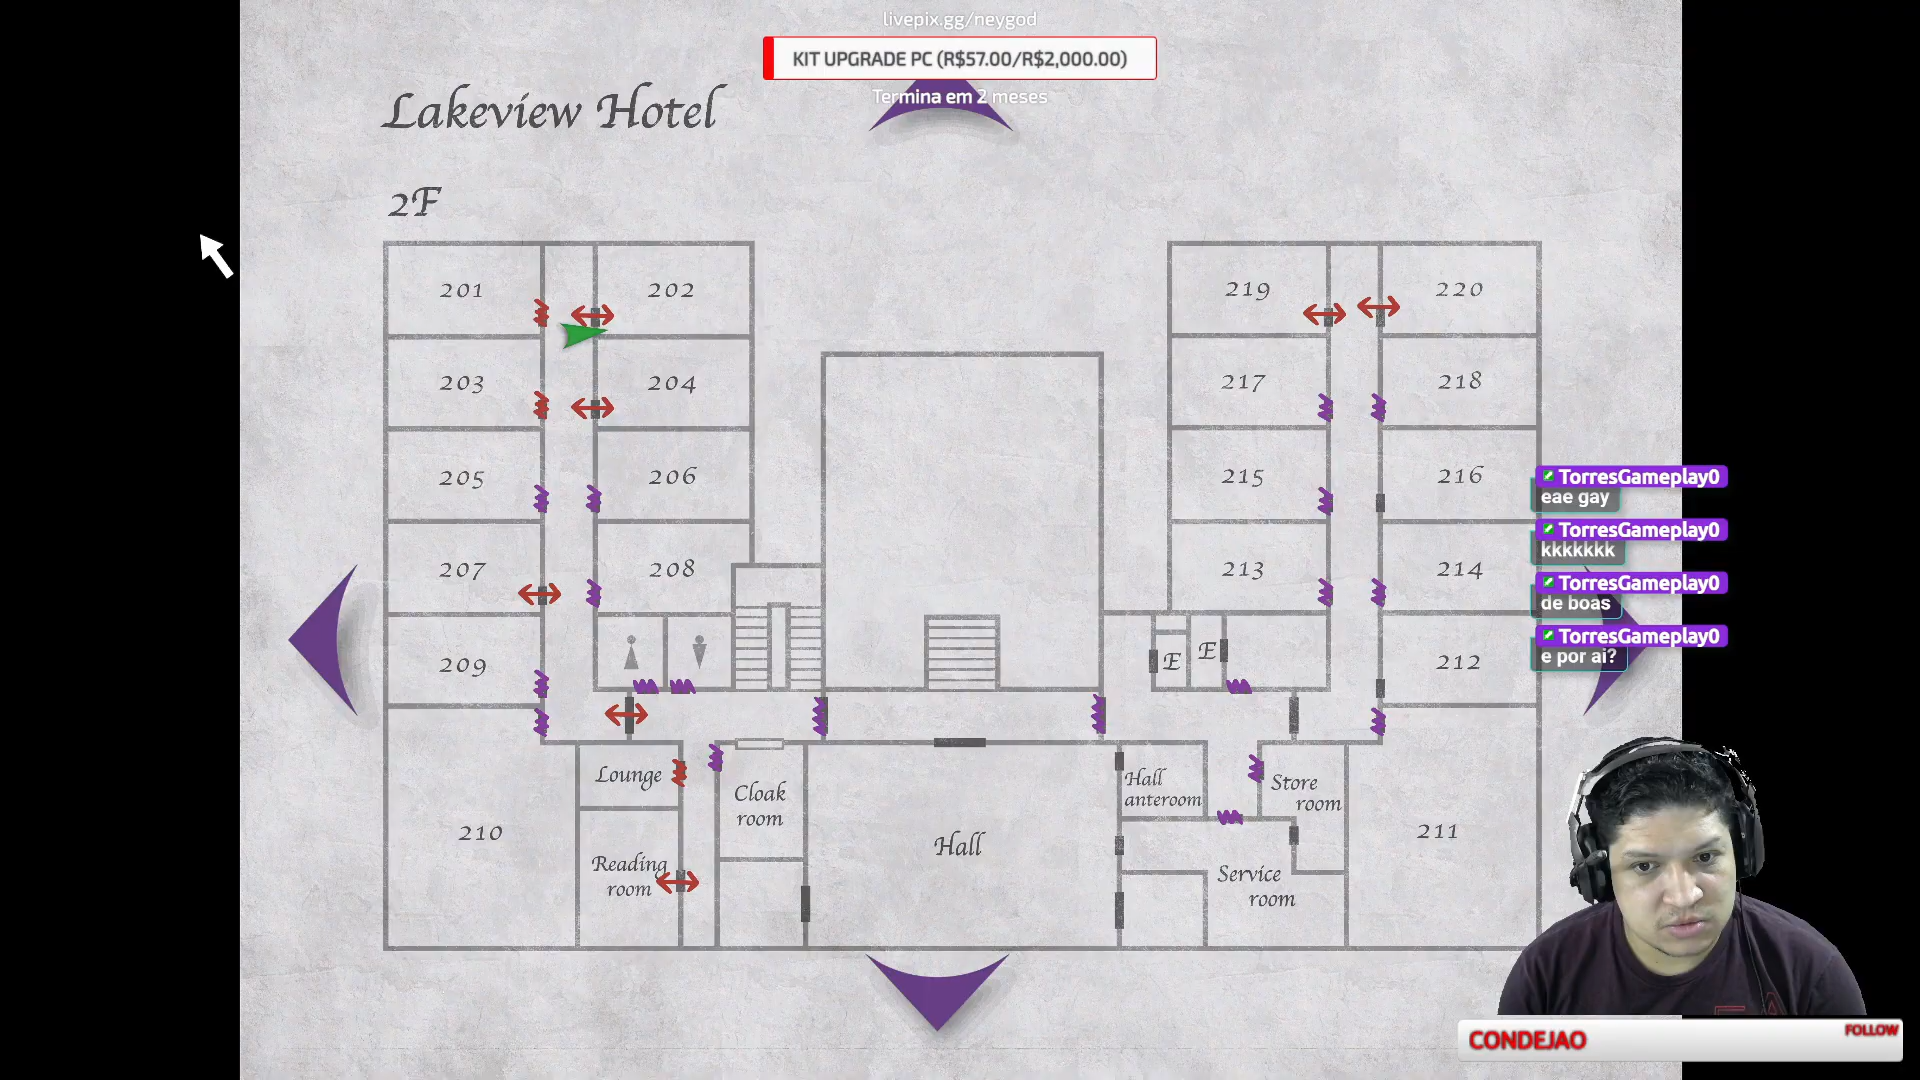 livepix.gg/neygod
KIT UPGRADE PC (R$57.00/R$2,000.00)
Termina em 2 meses
Lakeview Hotel
2F
201
202
219
220
203
204
217
218
205
206
215
216
207
208
213
214
209
E
E
212
Lounge
Cloak
room
Hall
anteroom
Store
room
210
Reading
room
Hall
Service
room
211
TorresGameplay0
eae gay
TorresGameplay0
kkkkkkk
TorresGameplay0
de boas
TorresGameplay0
e por ai?
CONDEJAO
FOLLOW